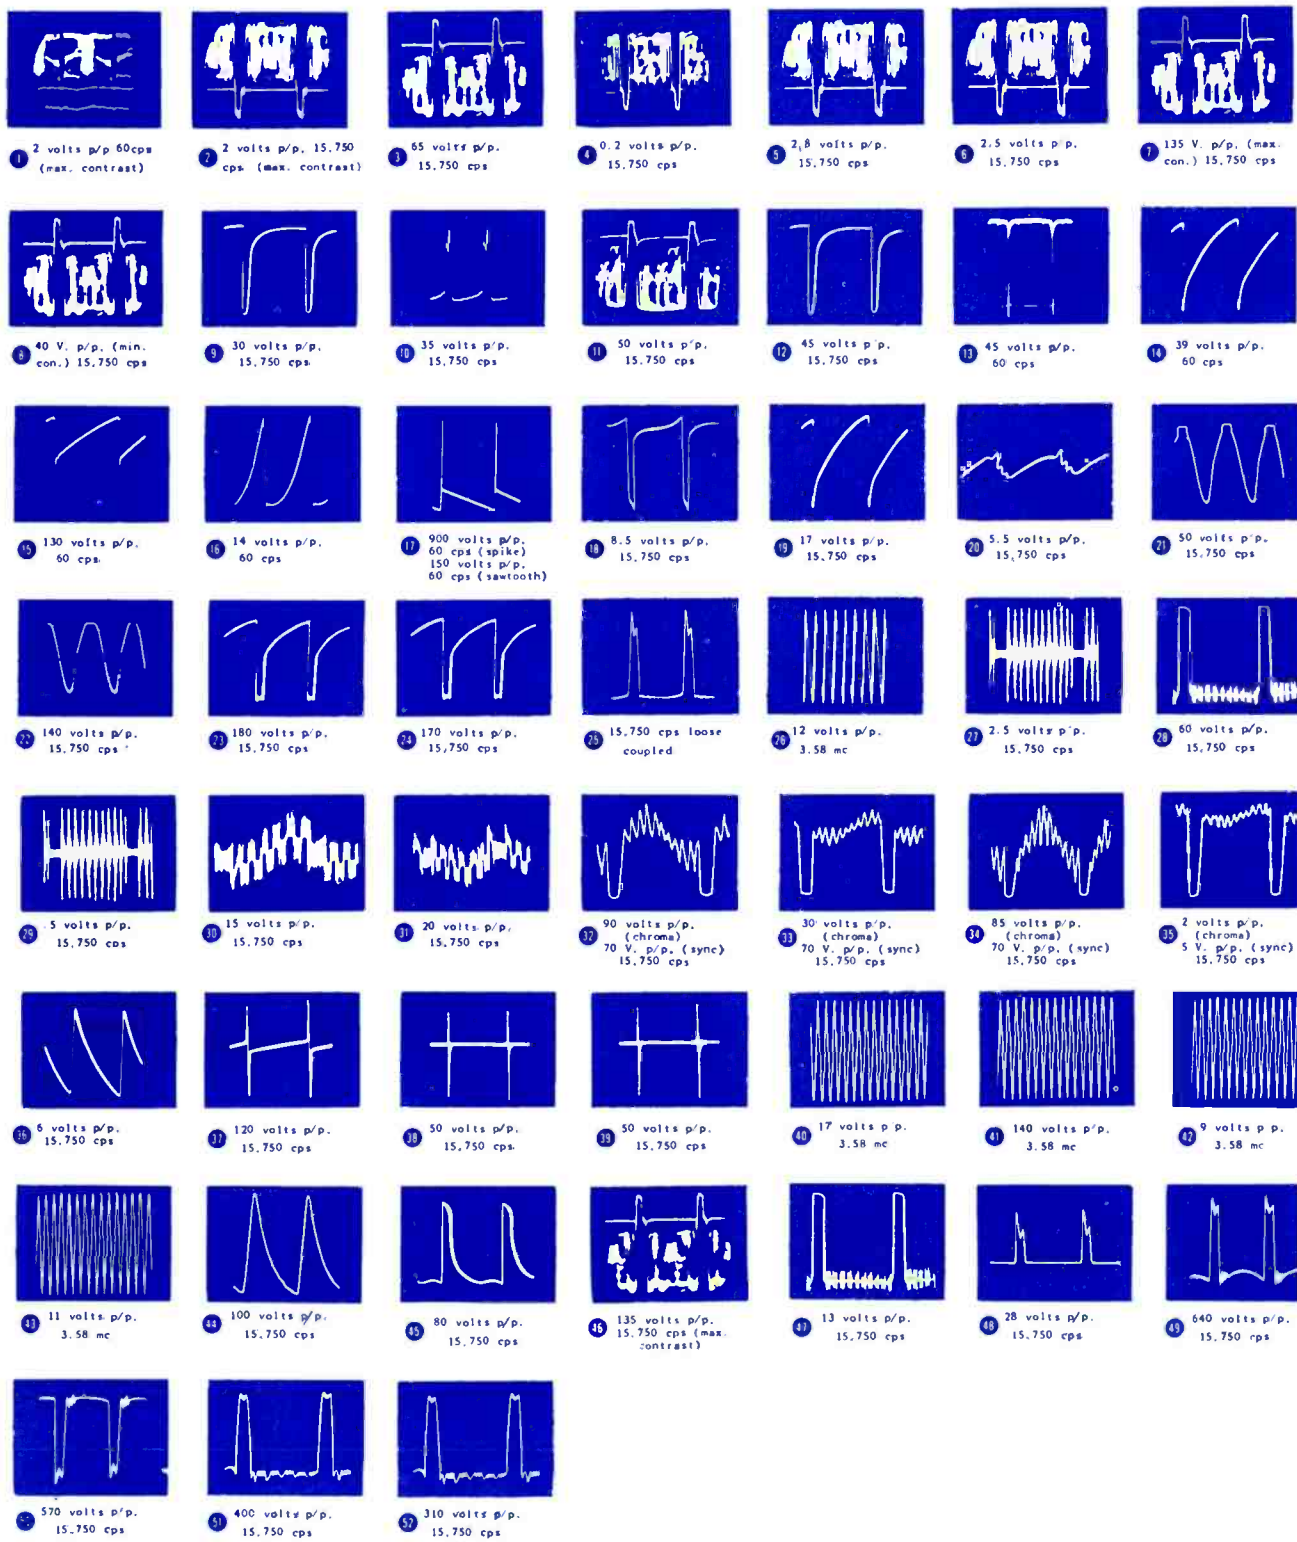 1 2 volts p/p 60cps
(max. contrast)
2 2 volts p/p, 15,750
cps (max. contrast)
3 65 volts p/p.
15,750 cps
4 0.2 volts p/p,
15,750 cps
5 2.8 volts p/p,
15,750 cps
6 2.5 volts p/p,
15,750 cps
7 135 V. p/p, (max.
con.) 15,750 cps
8 40 V. p/p, (min.
con.) 15,750 cps
9 30 volts p/p,
15,750 cps
10 35 volts p/p,
15,750 cps
11 50 volts p/p,
15,750 cps
12 45 volts p/p,
15,750 cps
13 45 volts p/p,
60 cps
14 39 volts p/p,
60 cps
15 130 volts p/p,
60 cps
16 14 volts p/p,
60 cps
17 900 volts p/p,
60 cps (spike)
150 volts p/p,
60 cps (sawtooth)
18 8.5 volts p/p,
15,750 cps
19 17 volts p/p,
15,750 cps
20 5.5 volts p/p,
15,750 cps
21 50 volts p/p,
15,750 cps
22 140 volts p/p,
15,750 cps
23 180 volts p/p,
15,750 cps
24 170 volts p/p,
15,750 cps
25 15,750 cps loose
coupled
26 12 volts p/p,
3.58 mc
27 2.5 volts p/p,
15,750 cps
28 60 volts p/p,
15,750 cps
29 .5 volts p/p,
15,750 cps
30 15 volts p/p,
15,750 cps
31 20 volts p/p,
15,750 cps
32 90 volts p/p,
(chroma)
70 V. p/p, (sync)
15,750 cps
33 30 volts p/p,
(chroma)
70 V. p/p, (sync)
15,750 cps
34 85 volts p/p,
(chroma)
70 V. p/p, (sync)
15,750 cps
35 2 volts p/p,
(chroma)
5 V. p/p, (sync)
15,750 cps
36 6 volts p/p,
15,750 cps
37 120 volts p/p,
15,750 cps
38 50 volts p/p,
15,750 cps
39 50 volts p/p,
15,750 cps
40 17 volts p p.
3.58 mc
41 140 volts p/p,
3.58 mc
42 9 volts p p,
3.58 mc
43 11 volts p/p,
3.58 mc
44 100 volts p/p,
15,750 cps
45 80 volts p/p,
15,750 cps
46 135 volts p/p,
15,750 cps (max.
contrast)
47 13 volts p/p,
15,750 cps
48 28 volts p/p,
15,750 cps
49 640 volts p/p,
15,750 cps
50 570 volts p/p,
15,750 cps
51 400 volts p/p,
15,750 cps
52 310 volts p/p,
15,750 cps